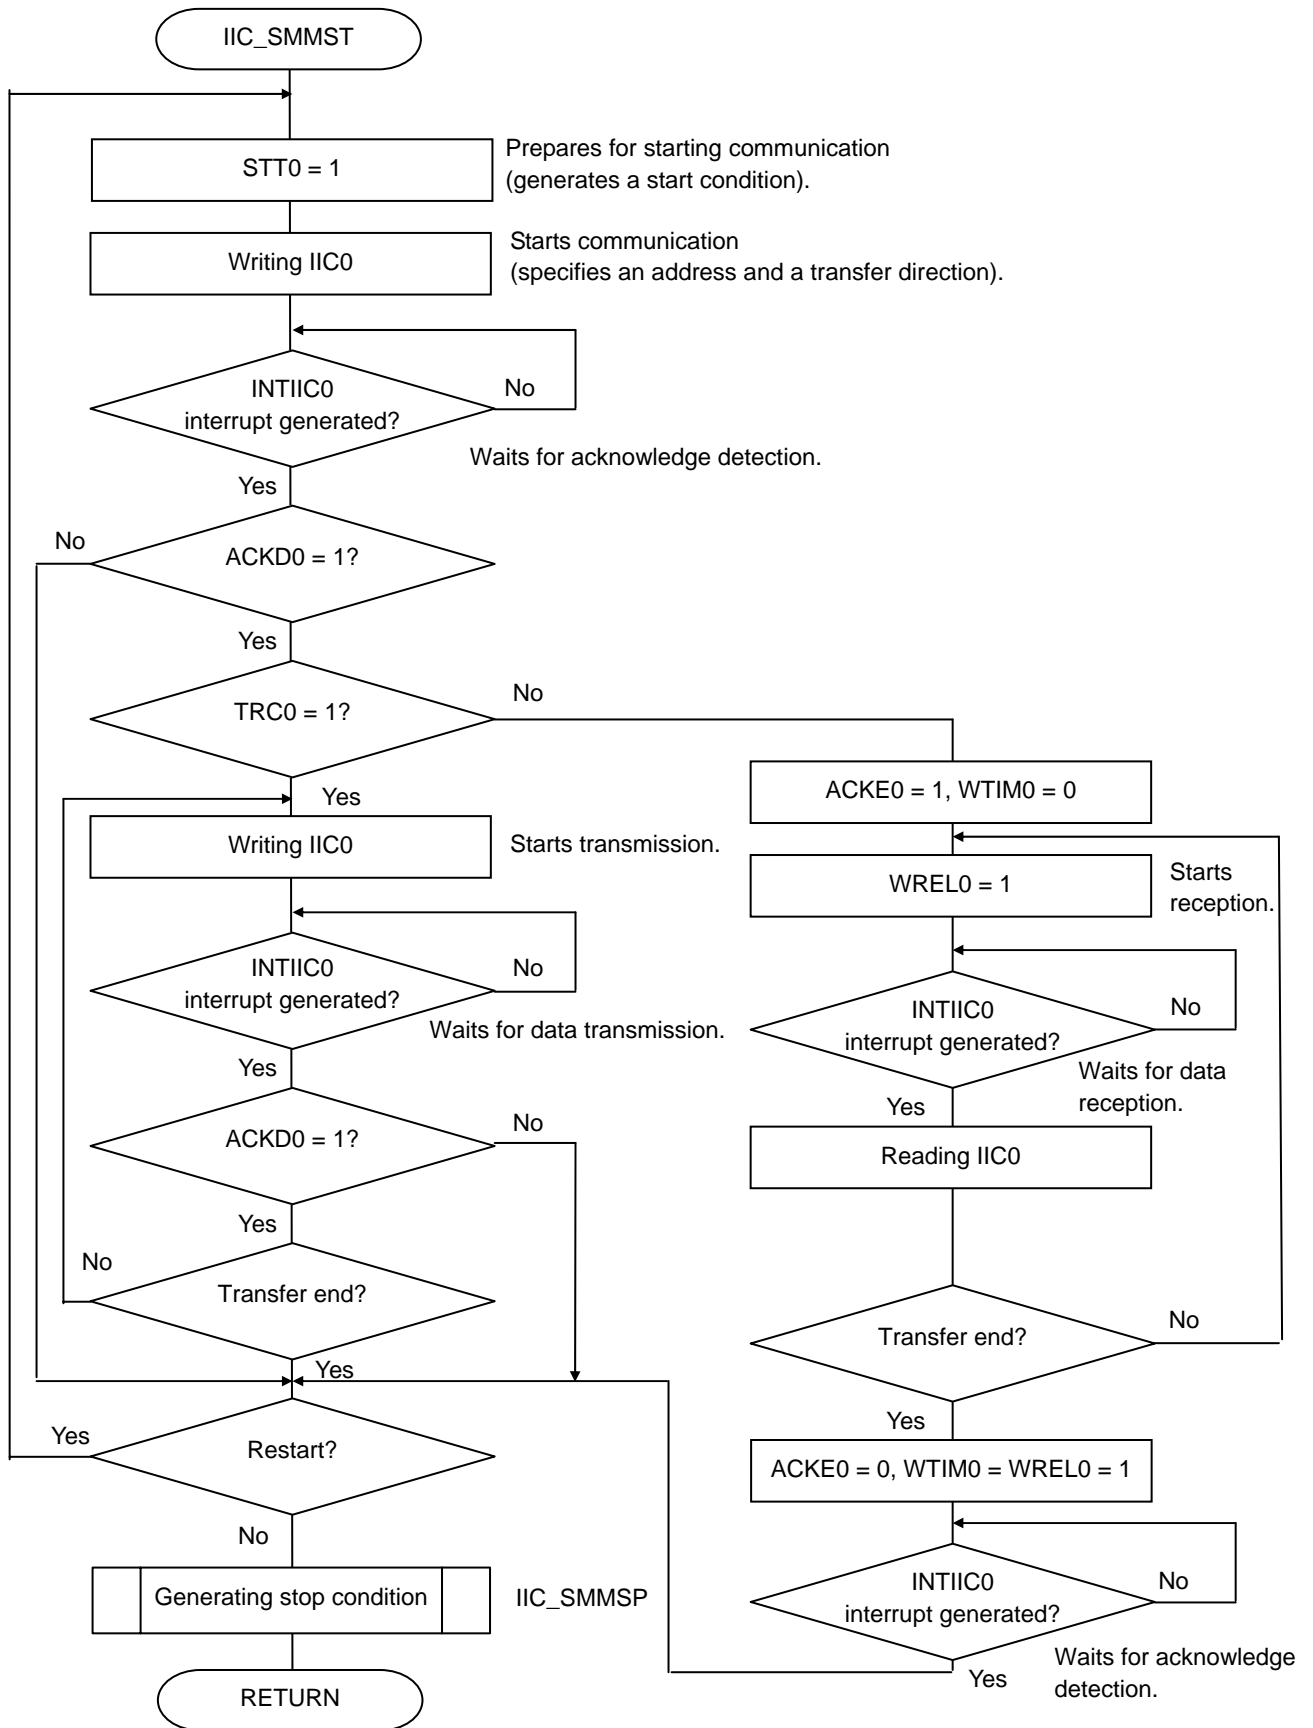 IIC_SMMST
STT0 = 1
Prepares for starting communication
(generates a start condition).
Writing IIC0
Starts communication
(specifies an address and a transfer direction).
INTIIC0
interrupt generated?
No
Waits for acknowledge detection.
Yes
No
ACKD0 = 1?
Yes
TRC0 = 1?
No
Yes
Writing IIC0
Starts transmission.
INTIIC0
interrupt generated?
No
Waits for data transmission.
Yes
ACKD0 = 1?
No
Yes
No
Transfer end?
Yes
Yes
Restart?
No
Generating stop condition
IIC_SMMSP
RETURN
ACKE0 = 1, WTIM0 = 0
WREL0 = 1
Starts
reception.
INTIIC0
interrupt generated?
No
Waits for data
reception.
Yes
Reading IIC0
Transfer end?
No
Yes
ACKE0 = 0, WTIM0 = WREL0 = 1
INTIIC0
interrupt generated?
No
Waits for acknowledge
detection.
Yes